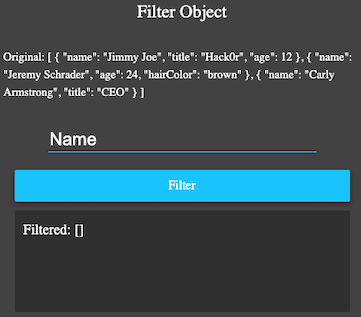 Filter Object
Original: [ { "name": "Jimmy Joe", "title": "Hack0r", "age": 12 }, { "name":
"Jeremy Schrader", "age": 24, "hairColor": "brown" }, { "name": "Carly
Armstrong", "title": "CEO" } ]
Name
Filter
Filtered: []